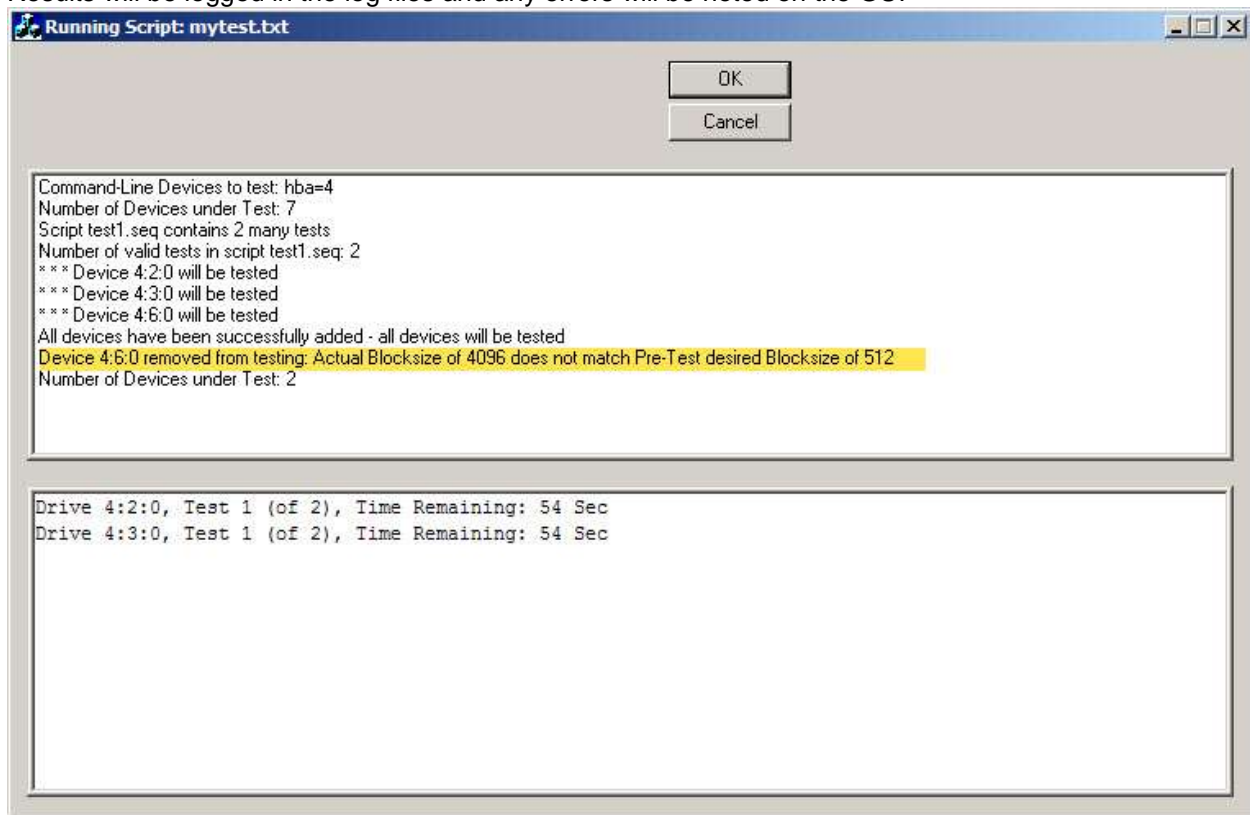 Results will be logged in the log files and any errors will be noted on the GUI
Running Script: mytest.txt
OK
Cancel
Command-Line Devices to test: hba=4
Number of Devices under Test: 7
Script test1.seq contains 2 many tests
Number of valid tests in script test1.seq: 2
* * * Device 4:2:0 will be tested
* * * Device 4:3:0 will be tested
* * * Device 4:6:0 will be tested
All devices have been successfully added - all devices will be tested
Device 4:6:0 removed from testing: Actual Blocksize of 4096 does not match Pre-Test desired Blocksize of 512
Number of Devices under Test: 2
Drive 4:2:0, Test 1 (of 2), Time Remaining: 54 Sec
Drive 4:3:0, Test 1 (of 2), Time Remaining: 54 Sec